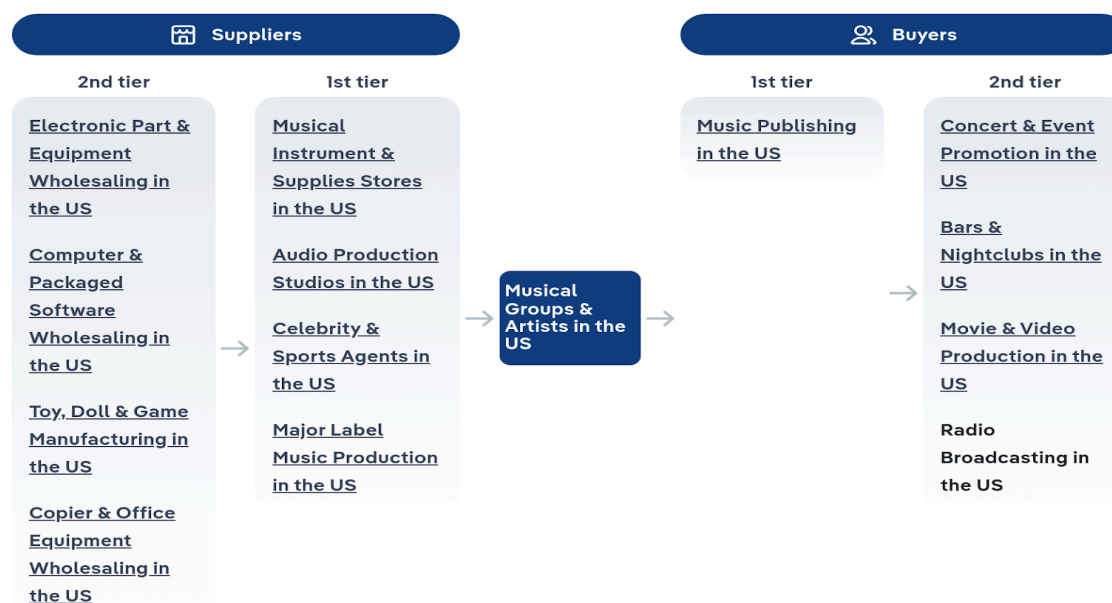 Suppliers
2nd tier
Electronic Part &
Equipment
Wholesaling in
the US
Computer &
Packaged
Software
Wholesaling in
the US
Toy, Doll & Game
Manufacturing in
the US
Copier & Office
Equipment
Wholesaling in
the US
1st tier
Musical
Instrument &
Supplies Stores
in the US
Audio Production
Studios in the US
Celebrity &
Sports Agents in
the US
Major Label
Music Production
in the US
Musical
Groups &
Artists in the
US
Buyers
1st tier
Music Publishing
in the US
2nd tier
Concert & Event
Promotion in the
US
Bars &
Nightclubs in the
US
Movie & Video
Production in the
US
Radio
Broadcasting in
the US